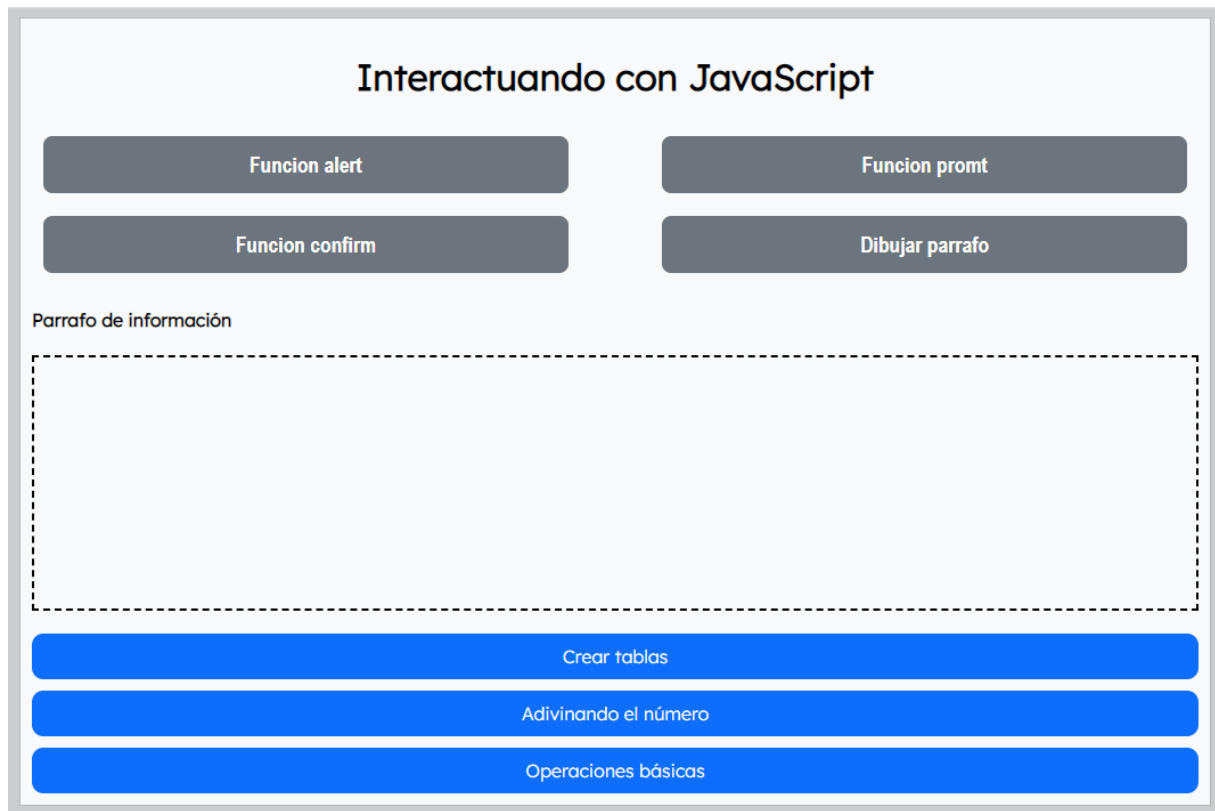 Interactuando con JavaScript
Funcion alert
Funcion promt
Funcion confirm
Dibujar parrafo
Parrafo de información
Crear tablas
Adivinando el número
Operaciones básicas